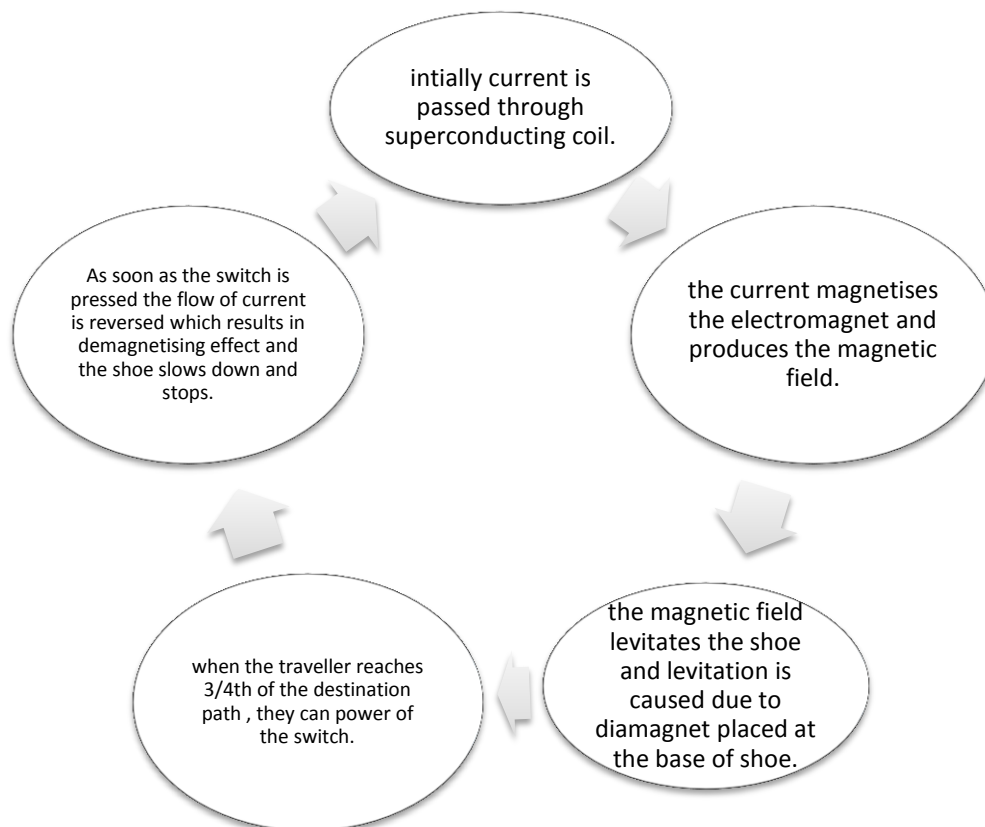 intially current is
passed through
superconducting coil.
the current magnetises
the electromagnet and
produces the magnetic
field.
the magnetic field
levitates the shoe
and levitation is
caused due to
diamagnet placed at
the base of shoe.
when the traveller reaches
3/4th of the destination
path , they can power of
the switch.
As soon as the switch is
pressed the flow of current
is reversed which results in
demagnetising effect and
the shoe slows down and
stops.